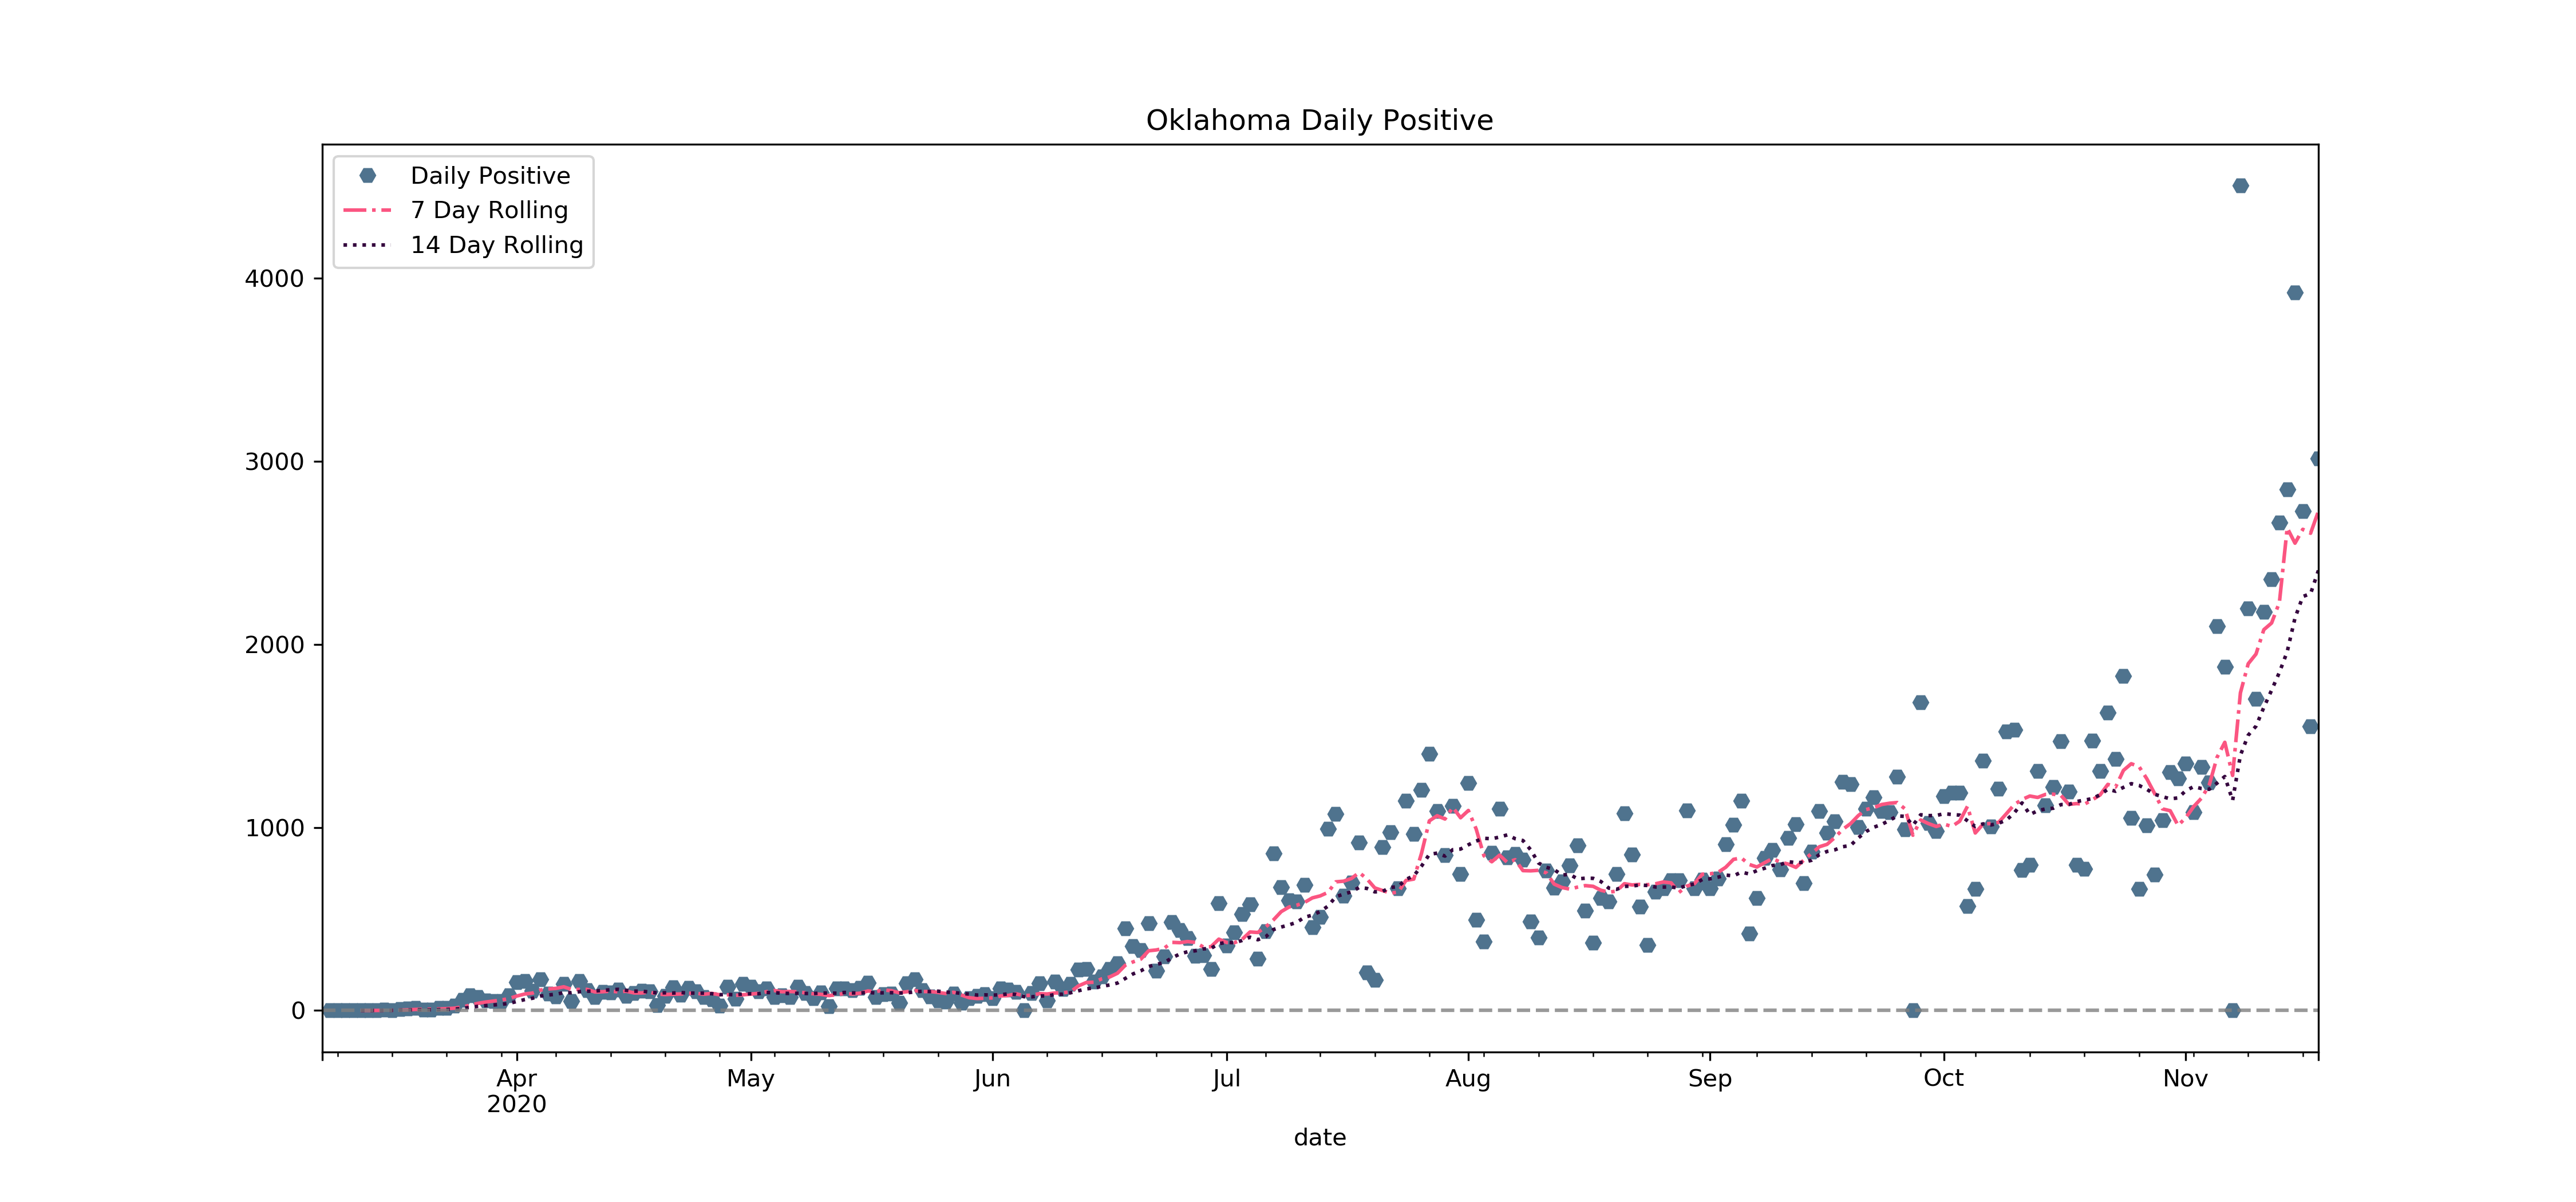 Oklahoma Daily Positive
Daily Positive
7 Day Rolling
14 Day Rolling
4000
3000
2000
1000
0
Apr May Jun Jul Aug Sep Oct Nov
2020
date